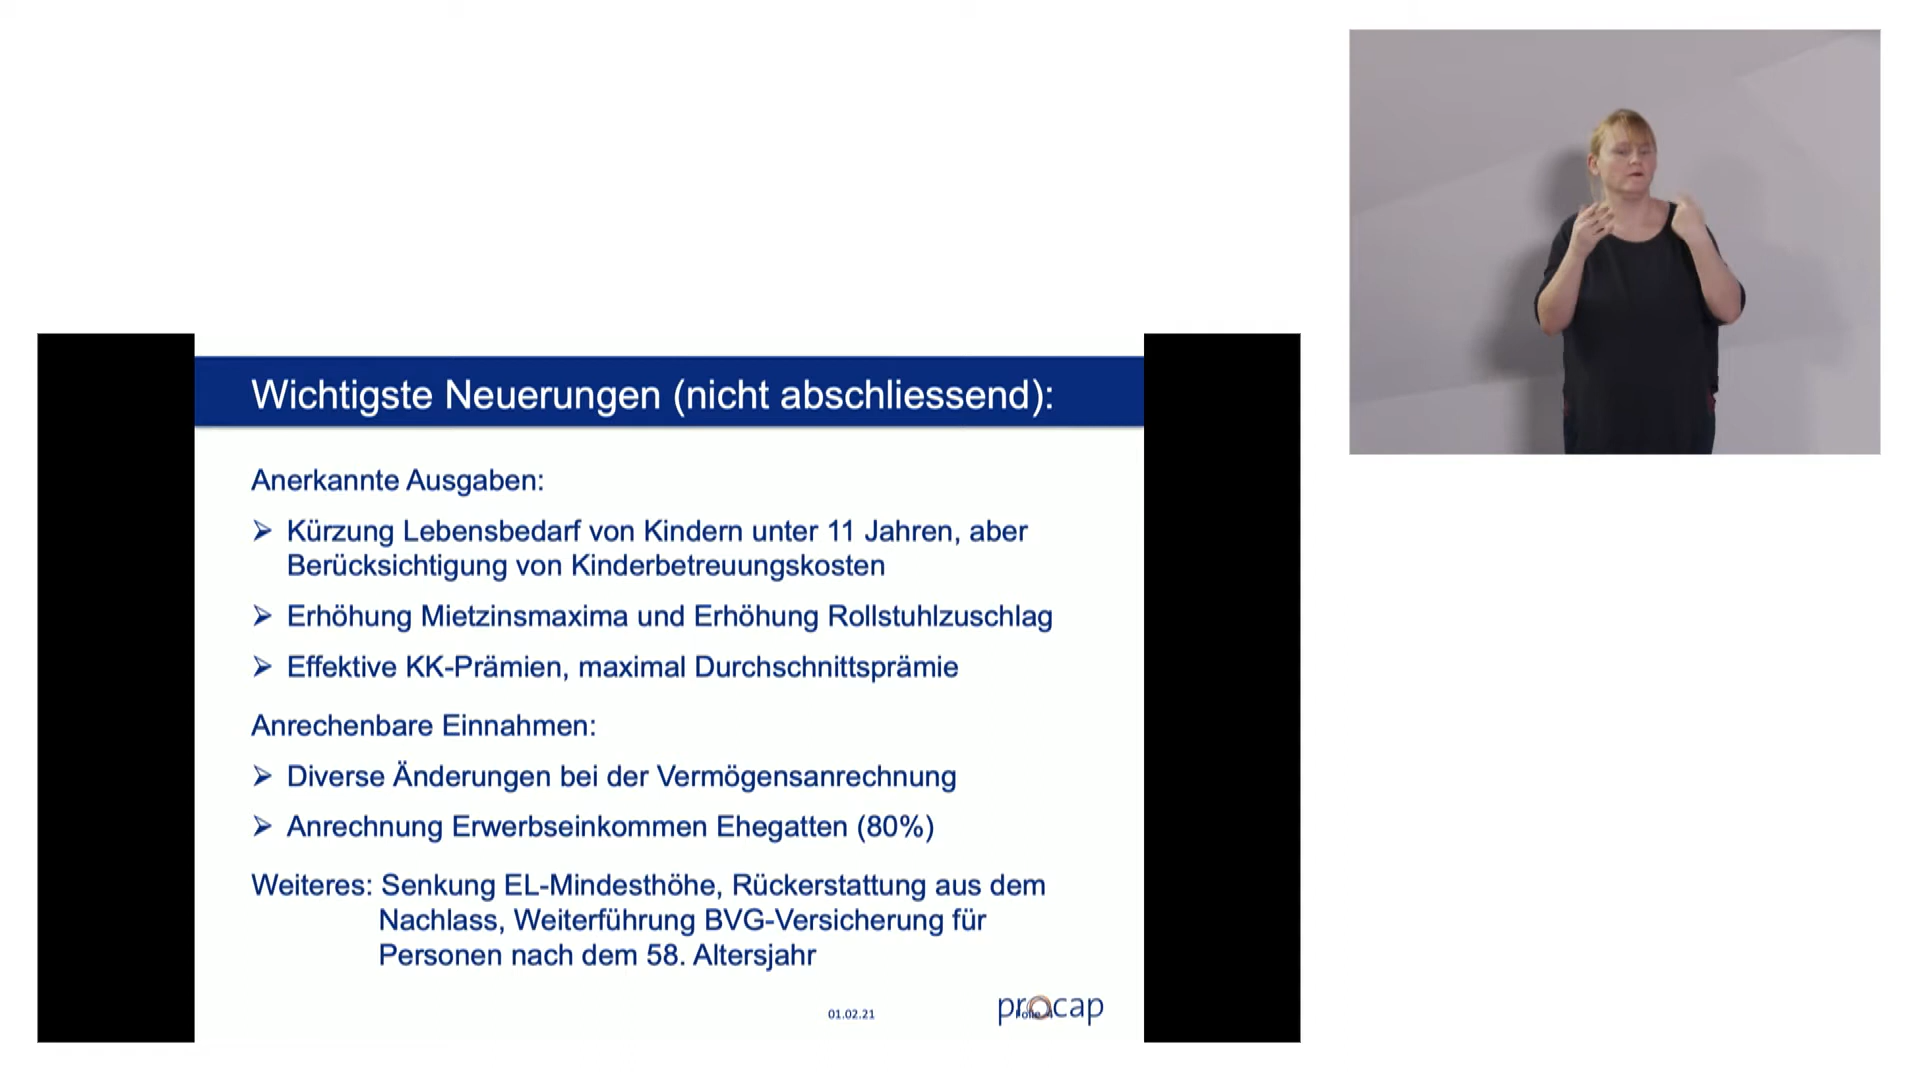 Wichtigste Neuerungen (nicht abschliessend):
Anerkannte Ausgaben:
Kürzung Lebensbedarf von Kindern unter 11 Jahren, aber
Berücksichtigung von Kinderbetreuungskosten
Erhöhung Mietzinsmaxima und Erhöhung Rollstuhlzuschlag
Effektive KK-Prämien, maximal Durchschnittsprämie
Anrechenbare Einnahmen:
Diverse Änderungen bei der Vermögensanrechnung
Anrechnung Erwerbseinkommen Ehegatten (80%)
Weiteres: Senkung EL-Mindesthöhe, Rückerstattung aus dem
Nachlass, Weiterführung BVG-Versicherung für
Personen nach dem 58. Altersjahr
01.02.21
procap